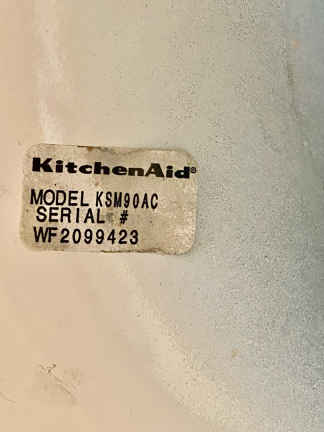 KitchenAid®
MODEL KSM90AC
SERIAL #
WF2099423